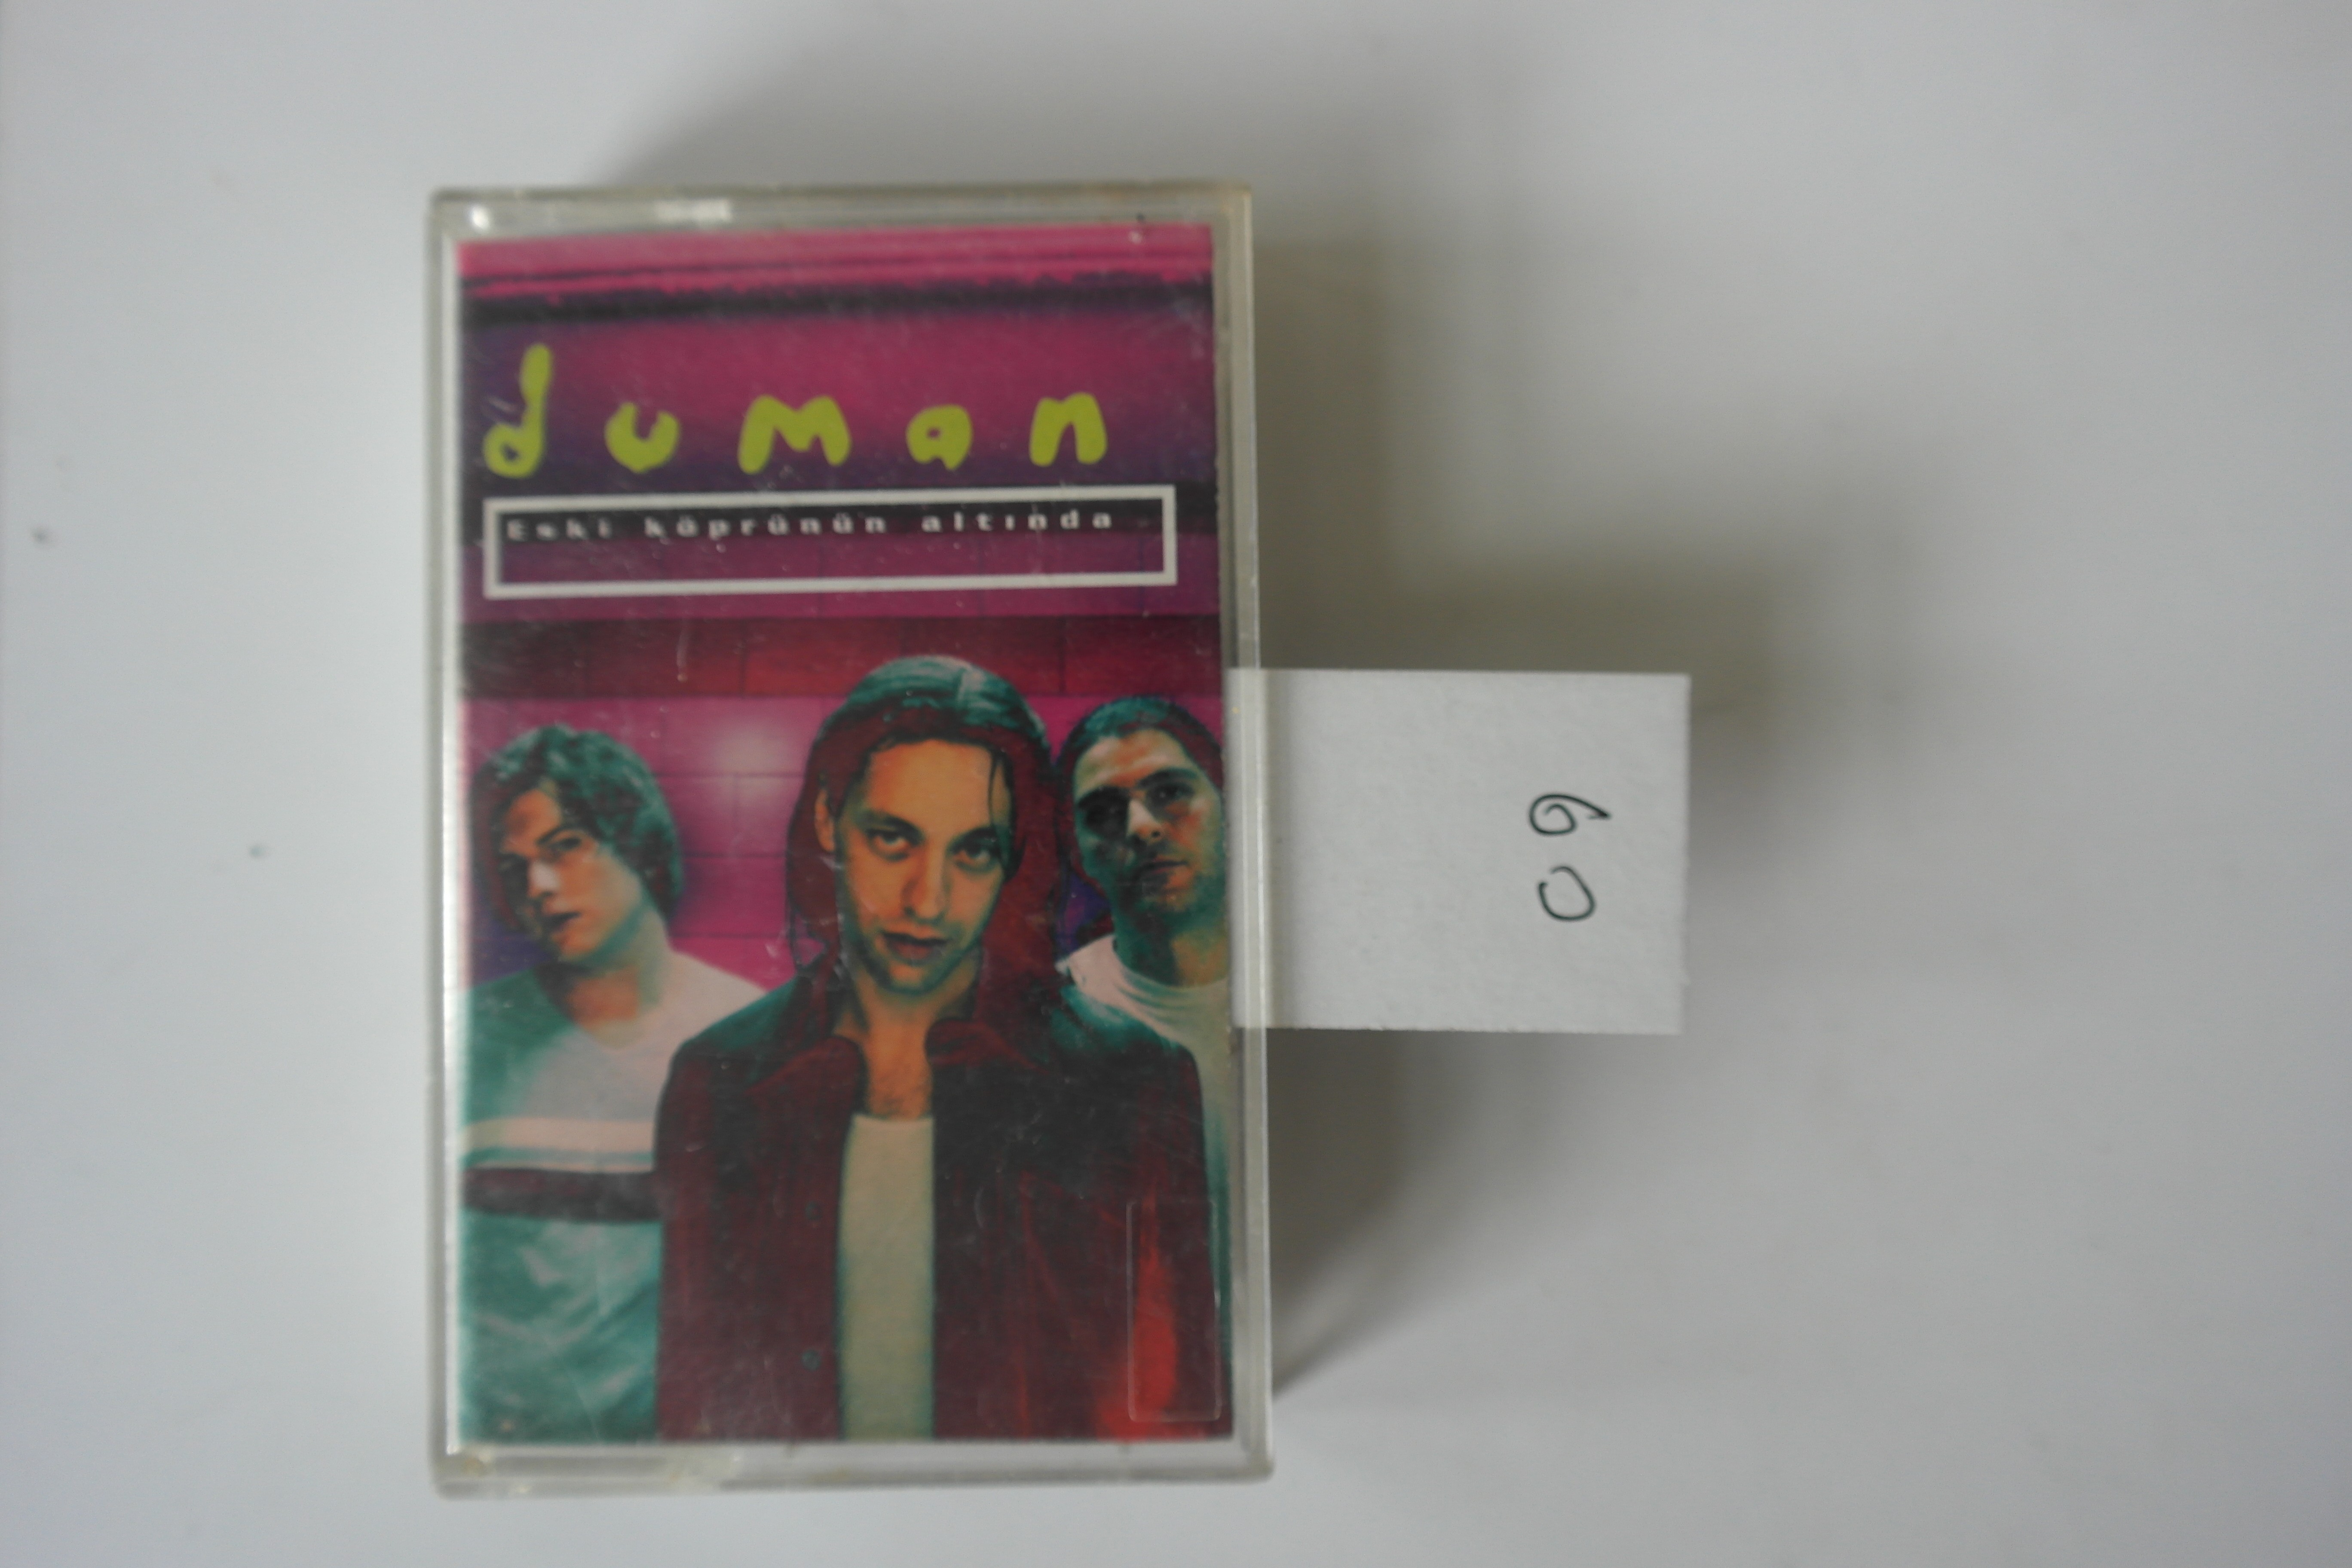 duman
Eski köprünün altında
09